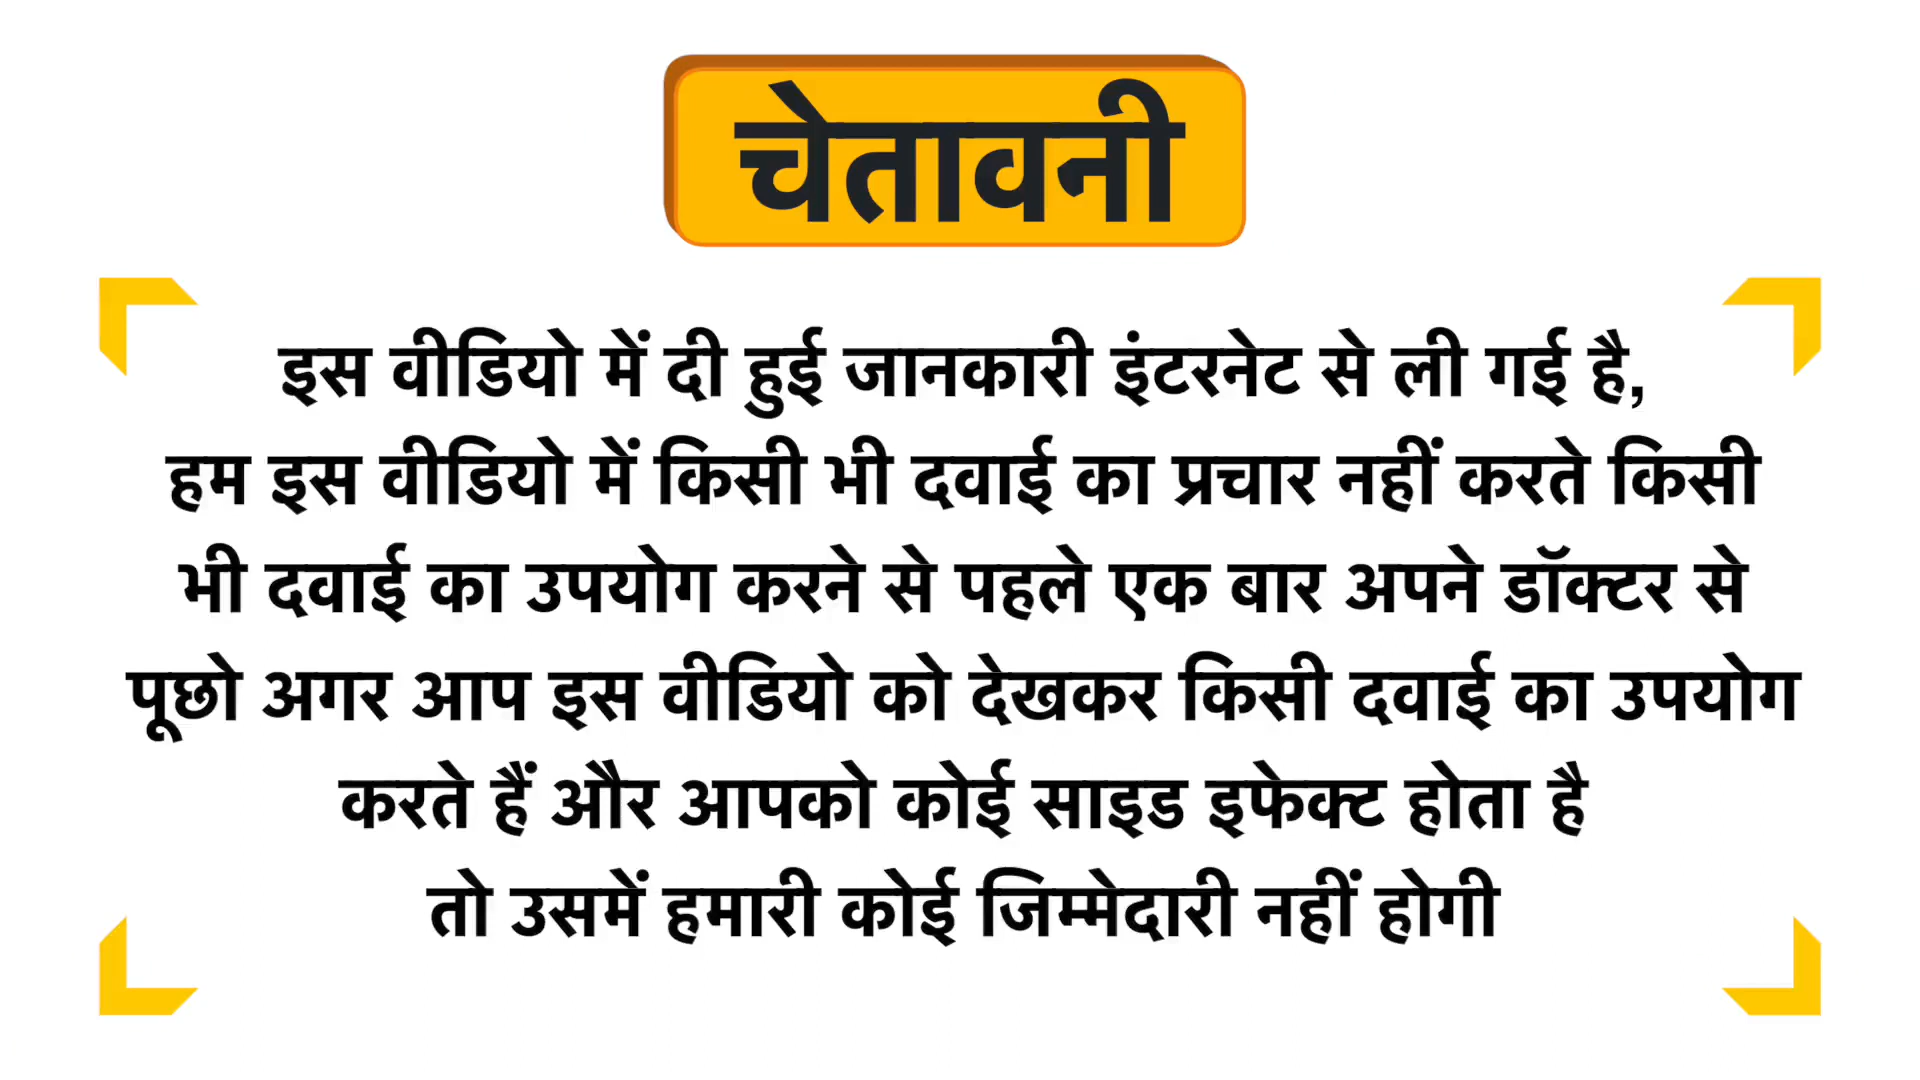 चेतावनी
इस वीडियो में दी हुई जानकारी इंटरनेट से ली गई है,
हम इस वीडियो में किसी भी दवाई का प्रचार नहीं करते किसी
भी दवाई का उपयोग करने से पहले एक बार अपने डॉक्टर से
पूछो अगर आप इस वीडियो को देखकर किसी दवाई का उपयोग
करते हैं और आपको कोई साइड इफेक्ट होता है
तो उसमें हमारी कोई जिम्मेदारी नहीं होगी